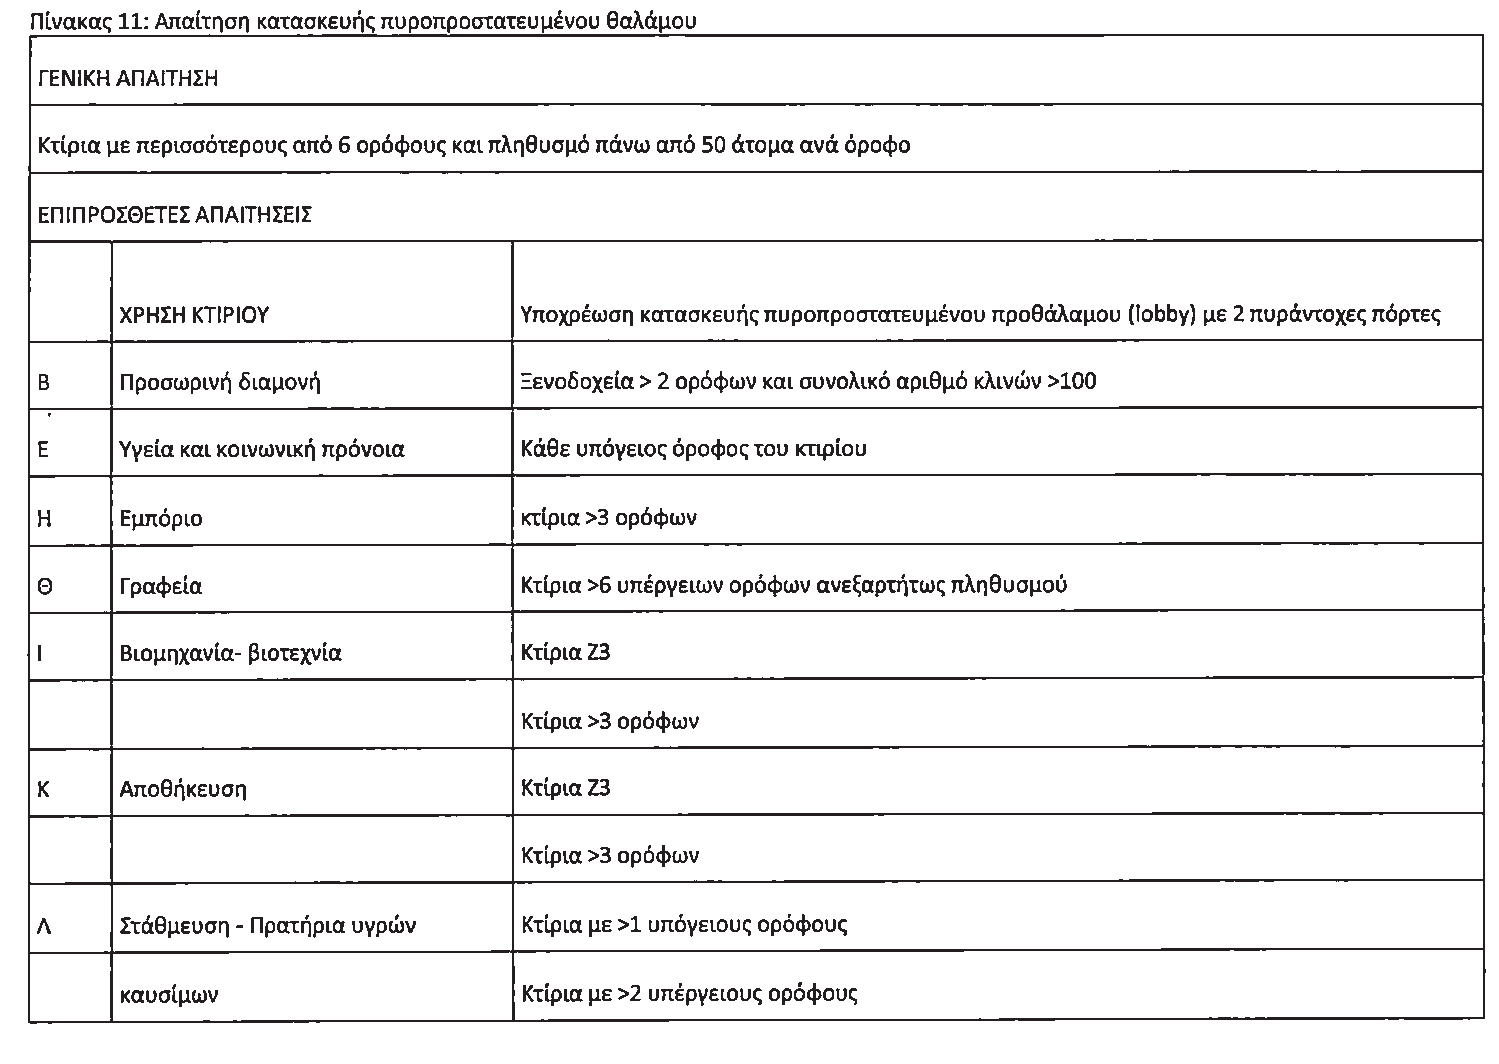 Πίνακας 11: Απαίτηση κατασκευής πυροπροστατευμένου θαλάμου
ΓΕΝΙΚΗ ΑΠΑΙΤΗΣΗ
Κτίρια με περισσότερους από 6 ορόφους και πληθυσμό πάνω από 50 άτομα ανά όροφο
ΕΠΙΠΡΟΣΘΕΤΕΣ ΑΠΑΙΤΗΣΕΙΣ
ΧΡΗΣΗ ΚΤΙΡΙΟΥ Υποχρέωση κατασκευής πυροπροστατευμένου προθάλαμου (lobby) με 2 πυράντοχες πόρτες
Β Προσωρινή διαμονή Ξενοδοχεία > 2 ορόφων και συνολικό αριθμό κλινών >100
Ε Υγεία και κοινωνική πρόνοια Κάθε υπόγειος όροφος του κτιρίου
Η Εμπόριο κτίρια >3 ορόφων
Θ Γραφεία Κτίρια >6 υπέργειων ορόφων ανεξαρτήτως πληθυσμού
Ι Βιομηχανία- βιοτεχνία Κτίρια Ζ3
Κτίρια >3 ορόφων
Κ Αποθήκευση Κτίρια Ζ3
Κτίρια >3 ορόφων
Λ Στάθμευση - Πρατήρια υγρών Κτίρια με >1 υπόγειους ορόφους
καυσίμων Κτίρια με >2 υπέργειους ορόφους